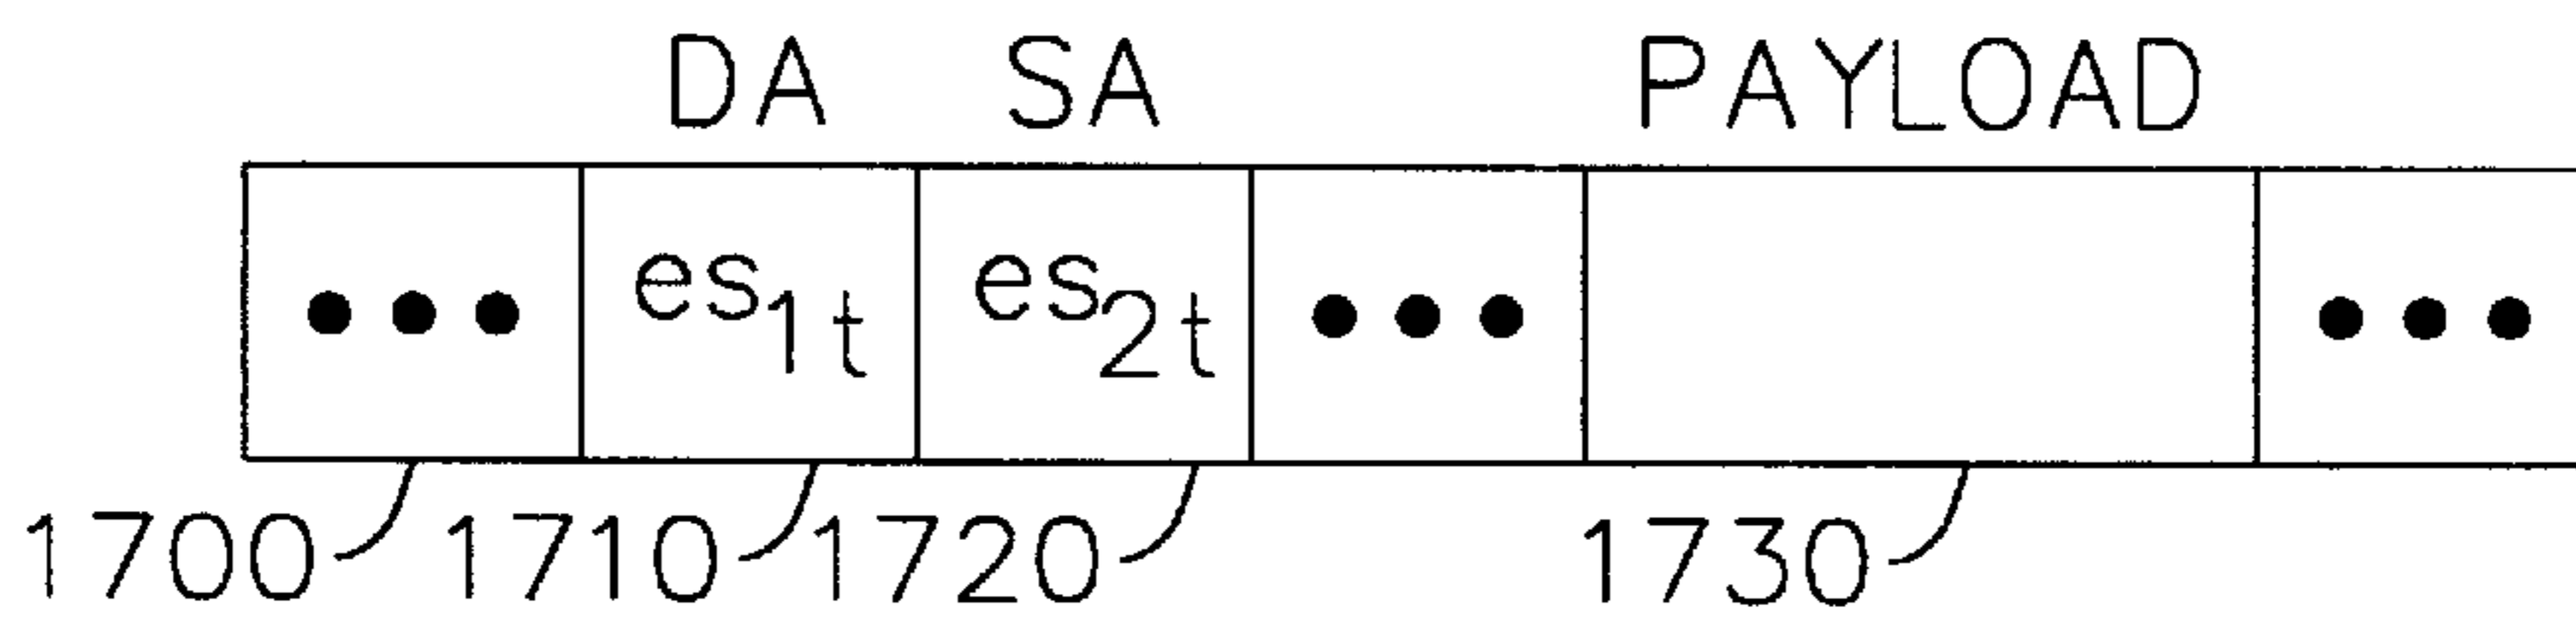 DA SA PAYLOAD
••• es1t es2t ••• •••
1700 1710 1720 1730